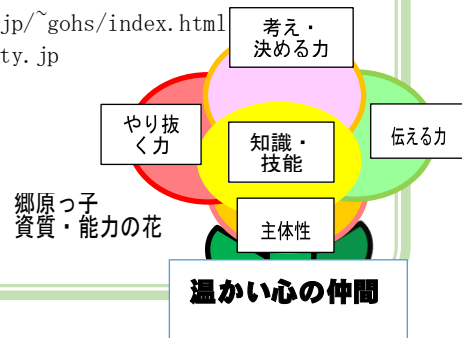 jp/~gohs/index.html
ty.jp
考え・
決める力
やり抜
く力
知識・
技能
伝える力
郷原っ子
資質・能力の花
主体性
温かい心の仲間